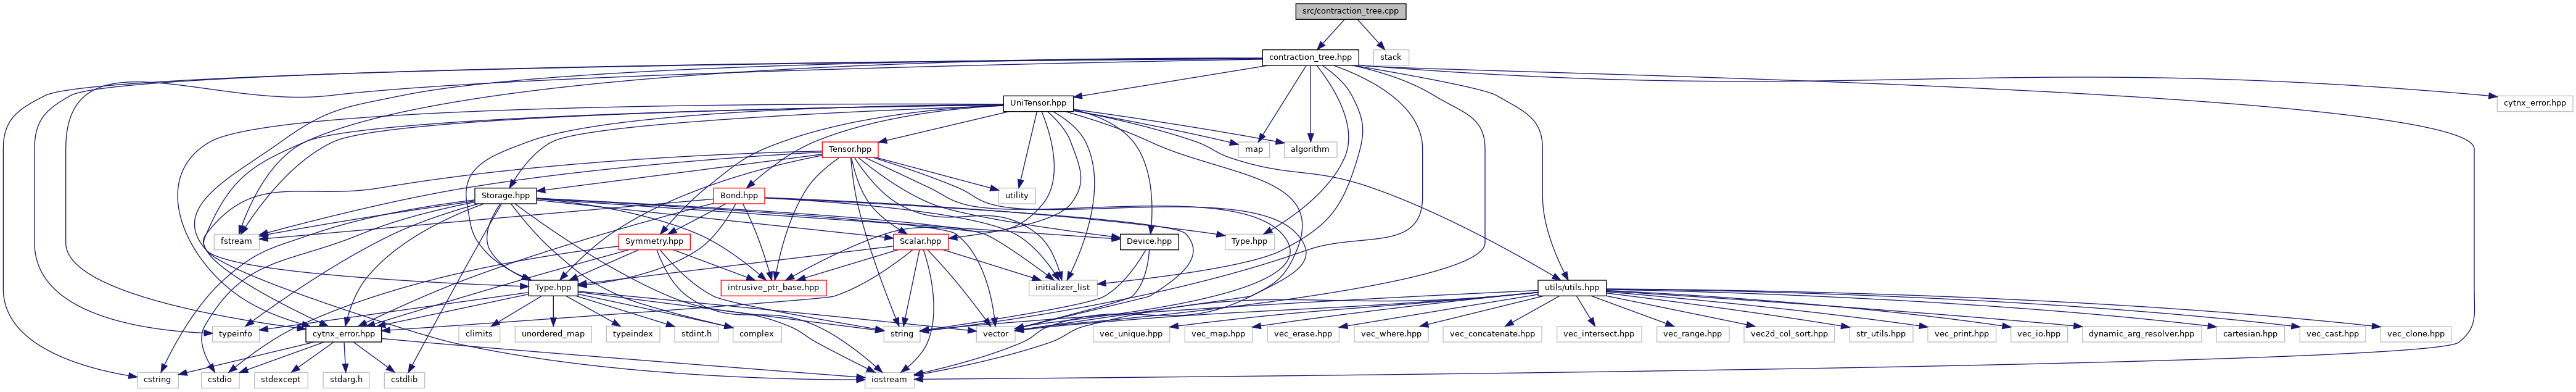 src/contraction_tree.cpp
contraction_tree.hpp
stack
UniTensor.hpp
cytnx_error.hpp
Tensor.hpp
map
algorithm
Storage.hpp
Bond.hpp
utility
fstream
Symmetry.hpp
Scalar.hpp
Device.hpp
Type.hpp
Type.hpp
intrusive_ptr_base.hpp
initializer_list
utils/utils.hpp
typeinfo
cytnx_error.hpp
climits
unordered_map
typeindex
stdint.h
complex
string
vector
vec_unique.hpp
vec_map.hpp
vec_erase.hpp
vec_where.hpp
vec_concatenate.hpp
vec_intersect.hpp
vec_range.hpp
vec2d_col_sort.hpp
str_utils.hpp
vec_print.hpp
vec_io.hpp
dynamic_arg_resolver.hpp
cartesian.hpp
vec_cast.hpp
vec_clone.hpp
cstring
cstdio
stdexcept
stdarg.h
cstdlib
iostream